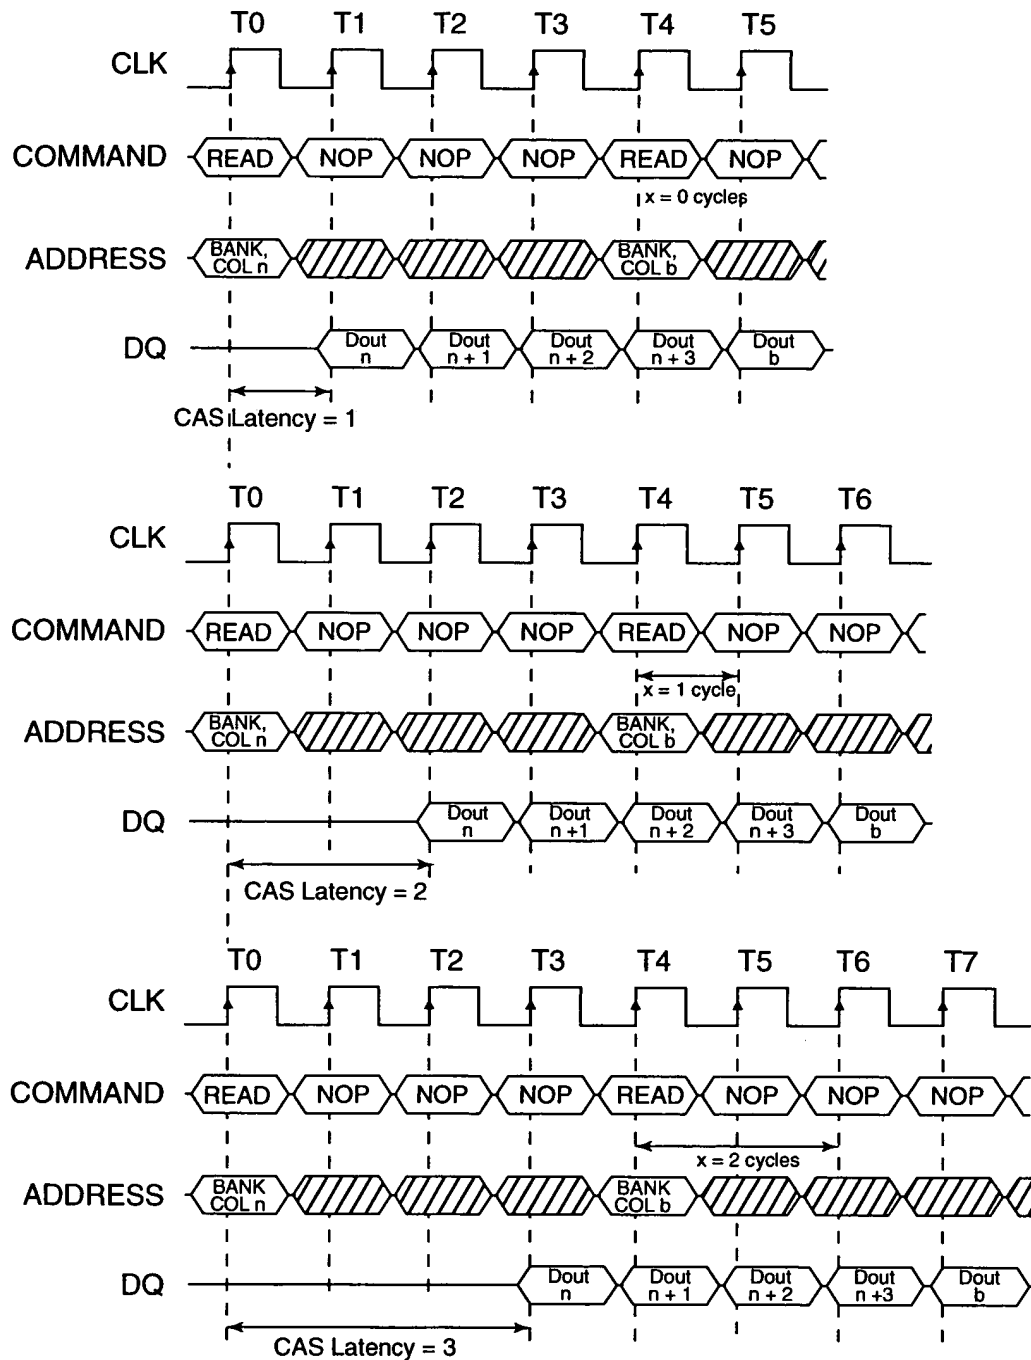 T0 T1 T2 T3 T4 T5
CLK
COMMAND READ NOP NOP NOP READ NOP
x = 0 cycles
ADDRESS BANK, COL n BANK, COL b
DQ Dout n Dout n + 1 Dout n + 2 Dout n + 3 Dout b
CAS Latency = 1
T0 T1 T2 T3 T4 T5 T6
CLK
COMMAND READ NOP NOP NOP READ NOP NOP
x = 1 cycle
ADDRESS BANK, COL n BANK, COL b
DQ Dout n Dout n +1 Dout n + 2 Dout n + 3 Dout b
CAS Latency = 2
T0 T1 T2 T3 T4 T5 T6 T7
CLK
COMMAND READ NOP NOP NOP READ NOP NOP NOP
x = 2 cycles
ADDRESS BANK COL n BANK COL b
DQ Dout n Dout n + 1 Dout n + 2 Dout n +3 Dout b
CAS Latency = 3